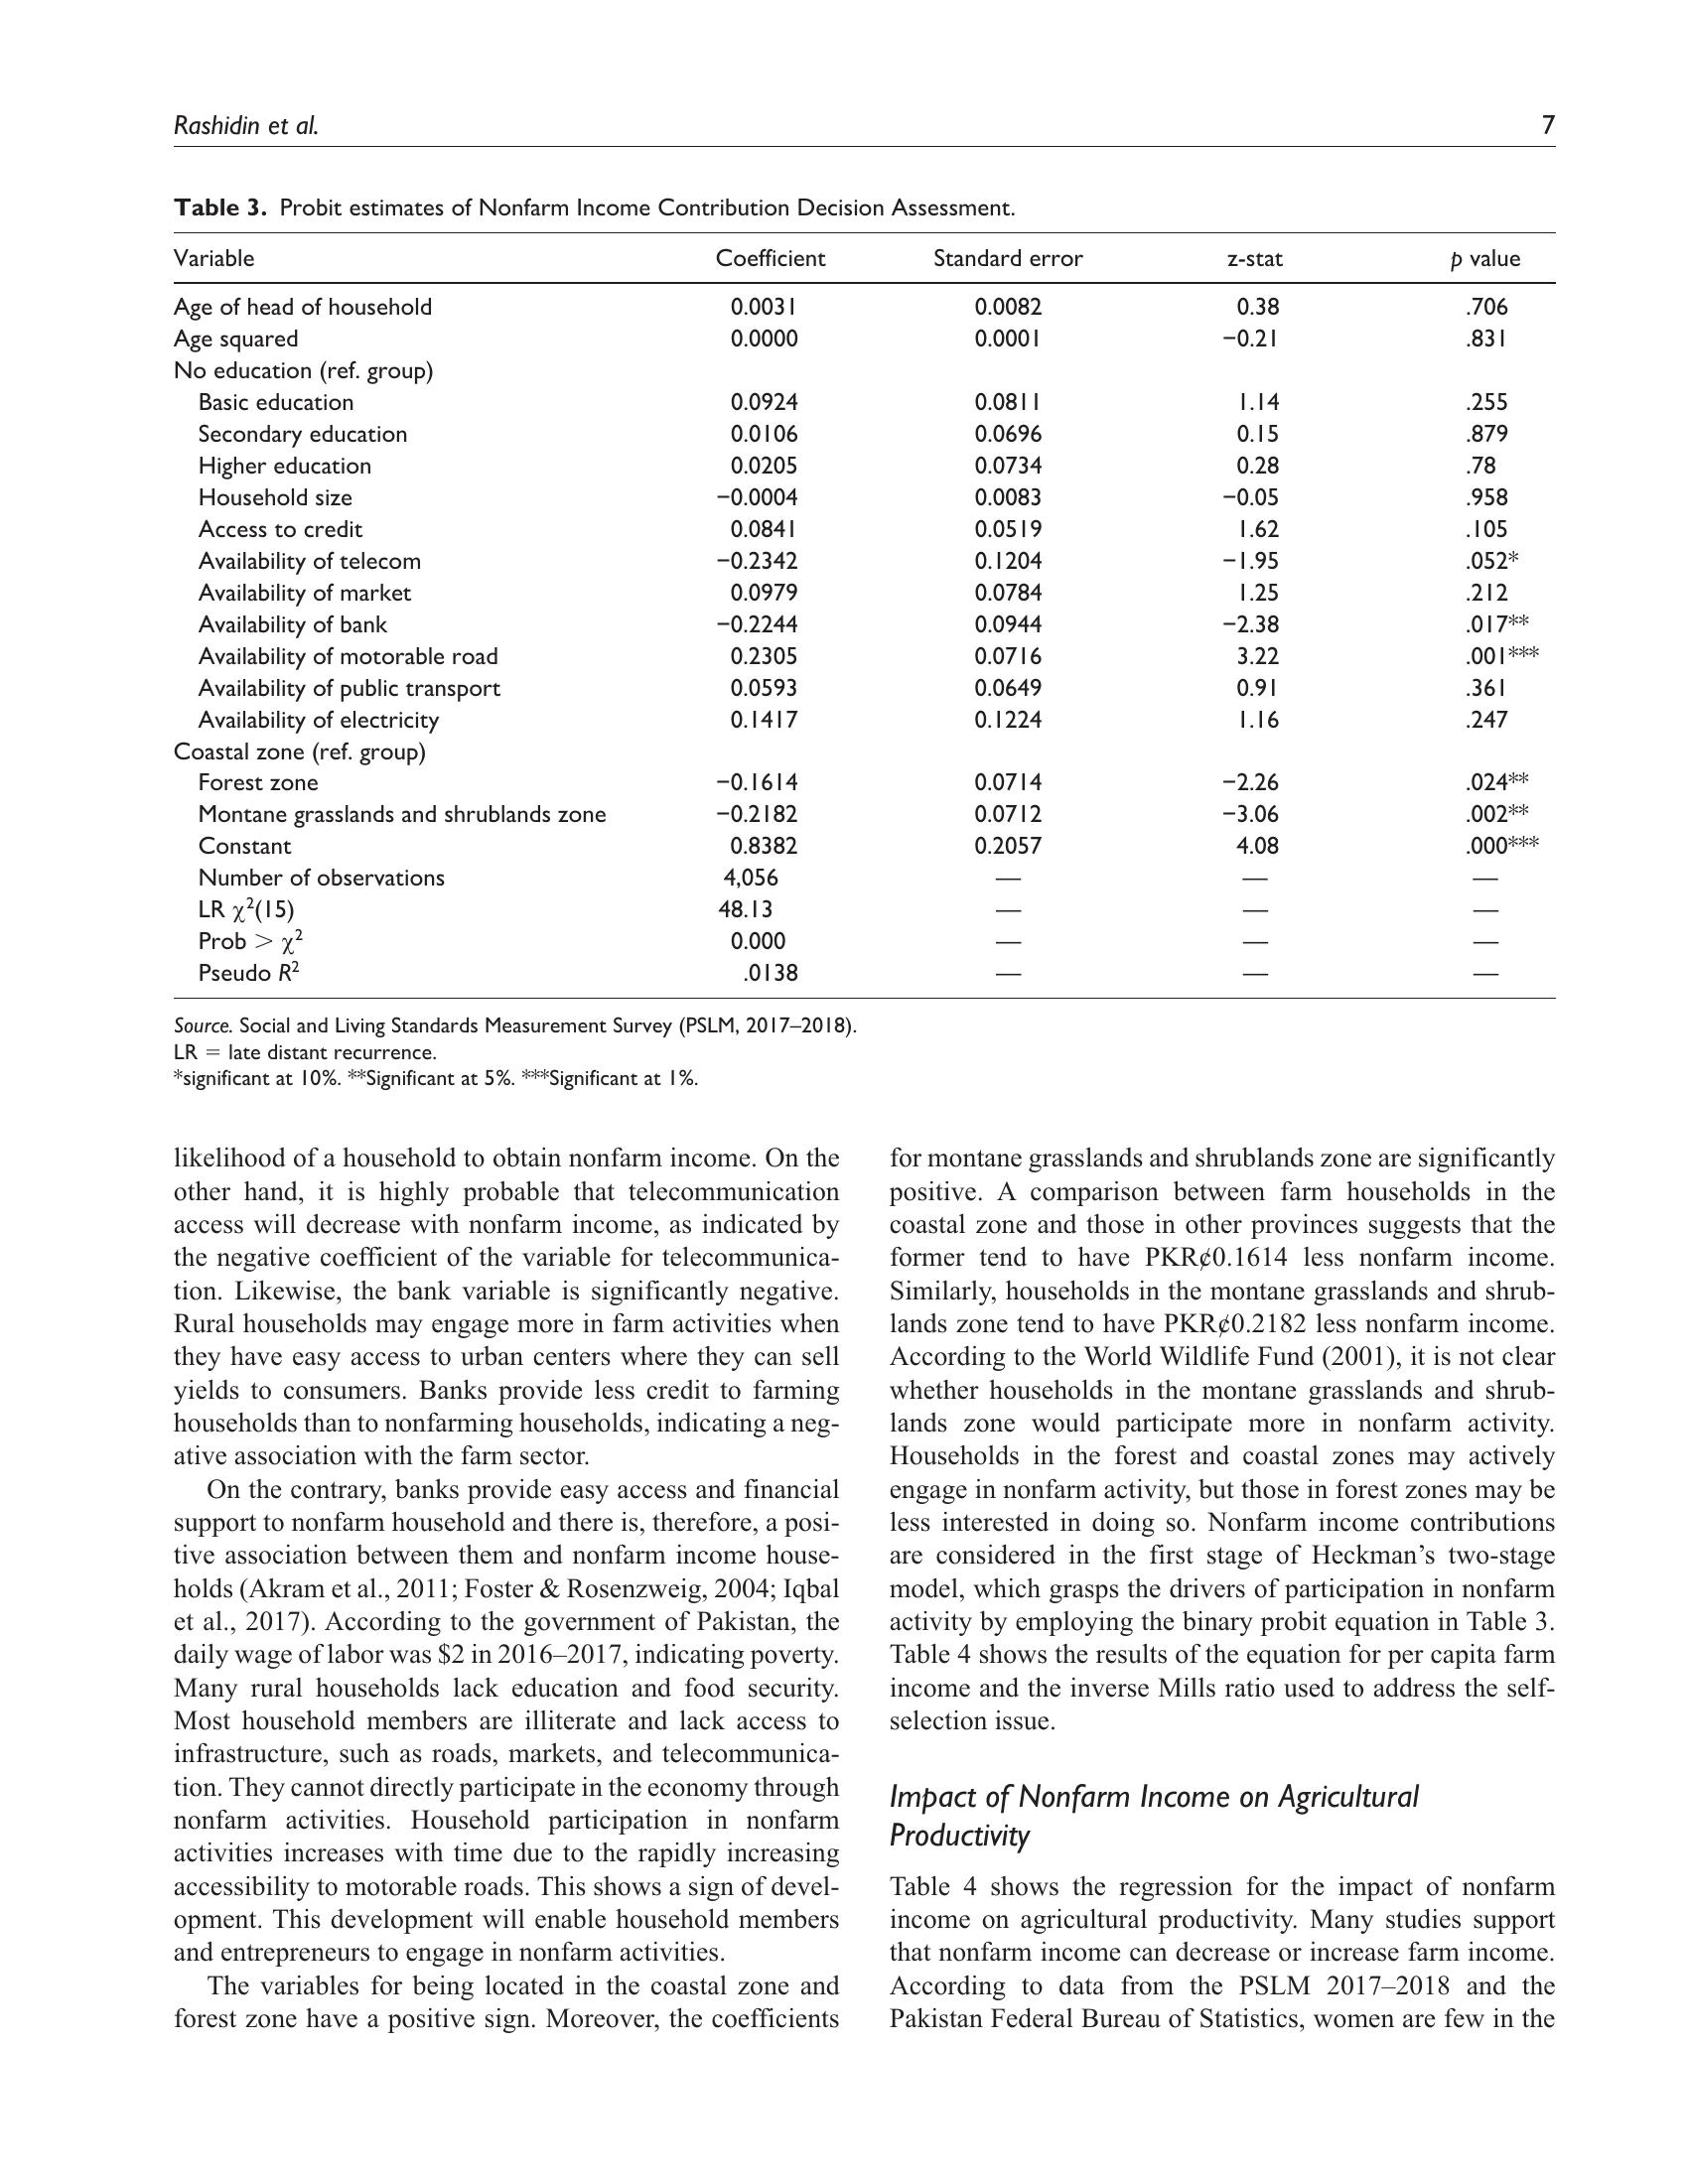 Rashidin et al. 7
Table 3. Probit estimates of Nonfarm Income Contribution Decision Assessment.
Variable Coefficient Standard error z-stat p value
Age of head of household 0.0031 0.0082 0.38 .706
Age squared 0.0000 0.0001 −0.21 .831
No education (ref. group)
Basic education 0.0924 0.0811 1.14 .255
Secondary education 0.0106 0.0696 0.15 .879
Higher education 0.0205 0.0734 0.28 .78
Household size −0.0004 0.0083 −0.05 .958
Access to credit 0.0841 0.0519 1.62 .105
Availability of telecom −0.2342 0.1204 −1.95 .052*
Availability of market 0.0979 0.0784 1.25 .212
Availability of bank −0.2244 0.0944 −2.38 .017**
Availability of motorable road 0.2305 0.0716 3.22 .001***
Availability of public transport 0.0593 0.0649 0.91 .361
Availability of electricity 0.1417 0.1224 1.16 .247
Coastal zone (ref. group)
Forest zone −0.1614 0.0714 −2.26 .024**
Montane grasslands and shrublands zone −0.2182 0.0712 −3.06 .002**
Constant 0.8382 0.2057 4.08 .000***
Number of observations 4,056 — — —
LR χ²(15) 48.13 — — —
Prob > χ² 0.000 — — —
Pseudo R² .0138 — — —
Source. Social and Living Standards Measurement Survey (PSLM, 2017–2018).
LR = late distant recurrence.
*significant at 10%. **Significant at 5%. ***Significant at 1%.
likelihood of a household to obtain nonfarm income. On the
other hand, it is highly probable that telecommunication
access will decrease with nonfarm income, as indicated by
the negative coefficient of the variable for telecommunica-
tion. Likewise, the bank variable is significantly negative.
Rural households may engage more in farm activities when
they have easy access to urban centers where they can sell
yields to consumers. Banks provide less credit to farming
households than to nonfarming households, indicating a neg-
ative association with the farm sector.
On the contrary, banks provide easy access and financial
support to nonfarm household and there is, therefore, a posi-
tive association between them and nonfarm income house-
holds (Akram et al., 2011; Foster & Rosenzweig, 2004; Iqbal
et al., 2017). According to the government of Pakistan, the
daily wage of labor was $2 in 2016–2017, indicating poverty.
Many rural households lack education and food security.
Most household members are illiterate and lack access to
infrastructure, such as roads, markets, and telecommunica-
tion. They cannot directly participate in the economy through
nonfarm activities. Household participation in nonfarm
activities increases with time due to the rapidly increasing
accessibility to motorable roads. This shows a sign of devel-
opment. This development will enable household members
and entrepreneurs to engage in nonfarm activities.
The variables for being located in the coastal zone and
forest zone have a positive sign. Moreover, the coefficients
for montane grasslands and shrublands zone are significantly
positive. A comparison between farm households in the
coastal zone and those in other provinces suggests that the
former tend to have PKR¢0.1614 less nonfarm income.
Similarly, households in the montane grasslands and shrub-
lands zone tend to have PKR¢0.2182 less nonfarm income.
According to the World Wildlife Fund (2001), it is not clear
whether households in the montane grasslands and shrub-
lands zone would participate more in nonfarm activity.
Households in the forest and coastal zones may actively
engage in nonfarm activity, but those in forest zones may be
less interested in doing so. Nonfarm income contributions
are considered in the first stage of Heckman’s two-stage
model, which grasps the drivers of participation in nonfarm
activity by employing the binary probit equation in Table 3.
Table 4 shows the results of the equation for per capita farm
income and the inverse Mills ratio used to address the self-
selection issue.
Impact of Nonfarm Income on Agricultural
Productivity
Table 4 shows the regression for the impact of nonfarm
income on agricultural productivity. Many studies support
that nonfarm income can decrease or increase farm income.
According to data from the PSLM 2017–2018 and the
Pakistan Federal Bureau of Statistics, women are few in the